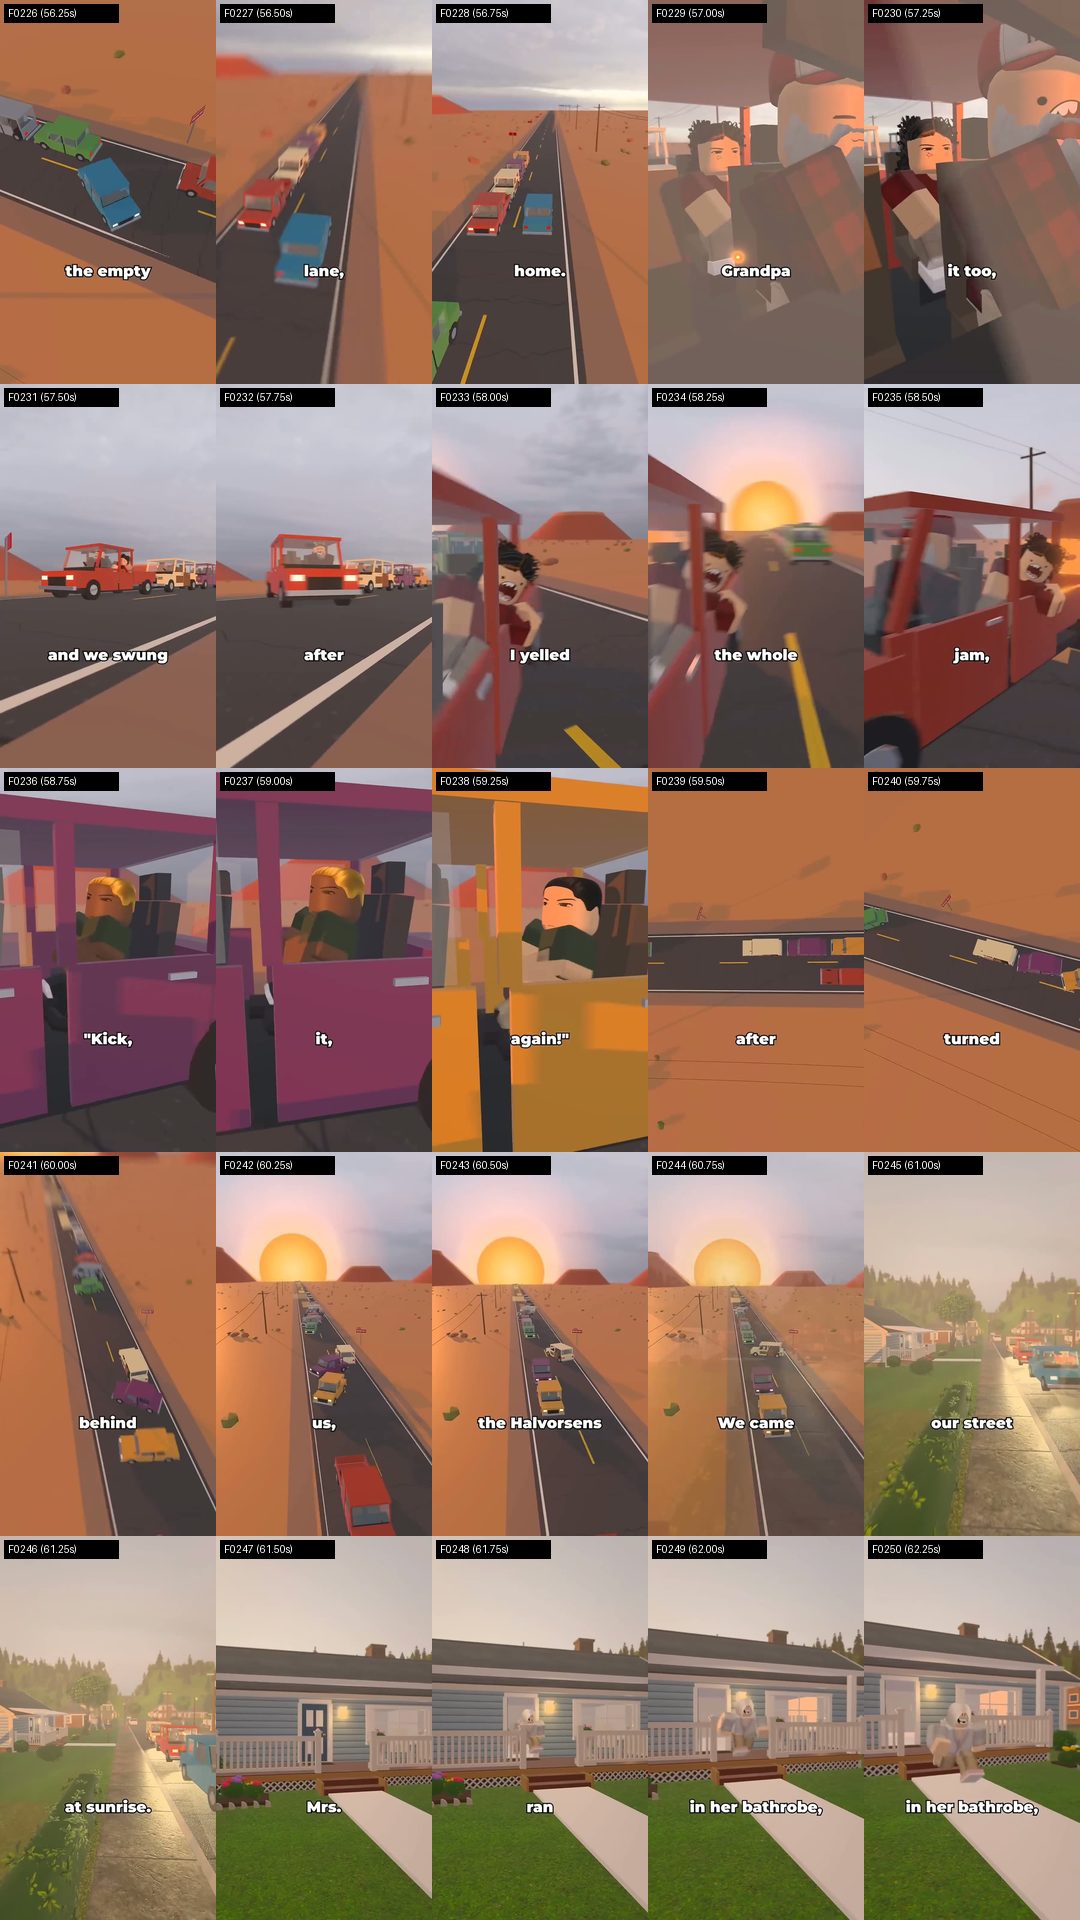 F0226 (56.25s)
the empty
F0227 (56.50s)
lane,
F0228 (56.75s)
home.
F0229 (57.00s)
Grandpa
F0230 (57.25s)
it too,
F0231 (57.50s)
and we swung
F0232 (57.75s)
after
F0233 (58.00s)
I yelled
F0234 (58.25s)
the whole
F0235 (58.50s)
jam,
F0236 (58.75s)
"Kick,
F0237 (59.00s)
it,
F0238 (59.25s)
again!"
F0239 (59.50s)
after
F0240 (59.75s)
turned
F0241 (60.00s)
behind
F0242 (60.25s)
us,
F0243 (60.50s)
the Halvorsens
F0244 (60.75s)
We came
F0245 (61.00s)
our street
F0246 (61.25s)
at sunrise.
F0247 (61.50s)
Mrs.
F0248 (61.75s)
ran
F0249 (62.00s)
in her bathrobe,
F0250 (62.25s)
in her bathrobe,